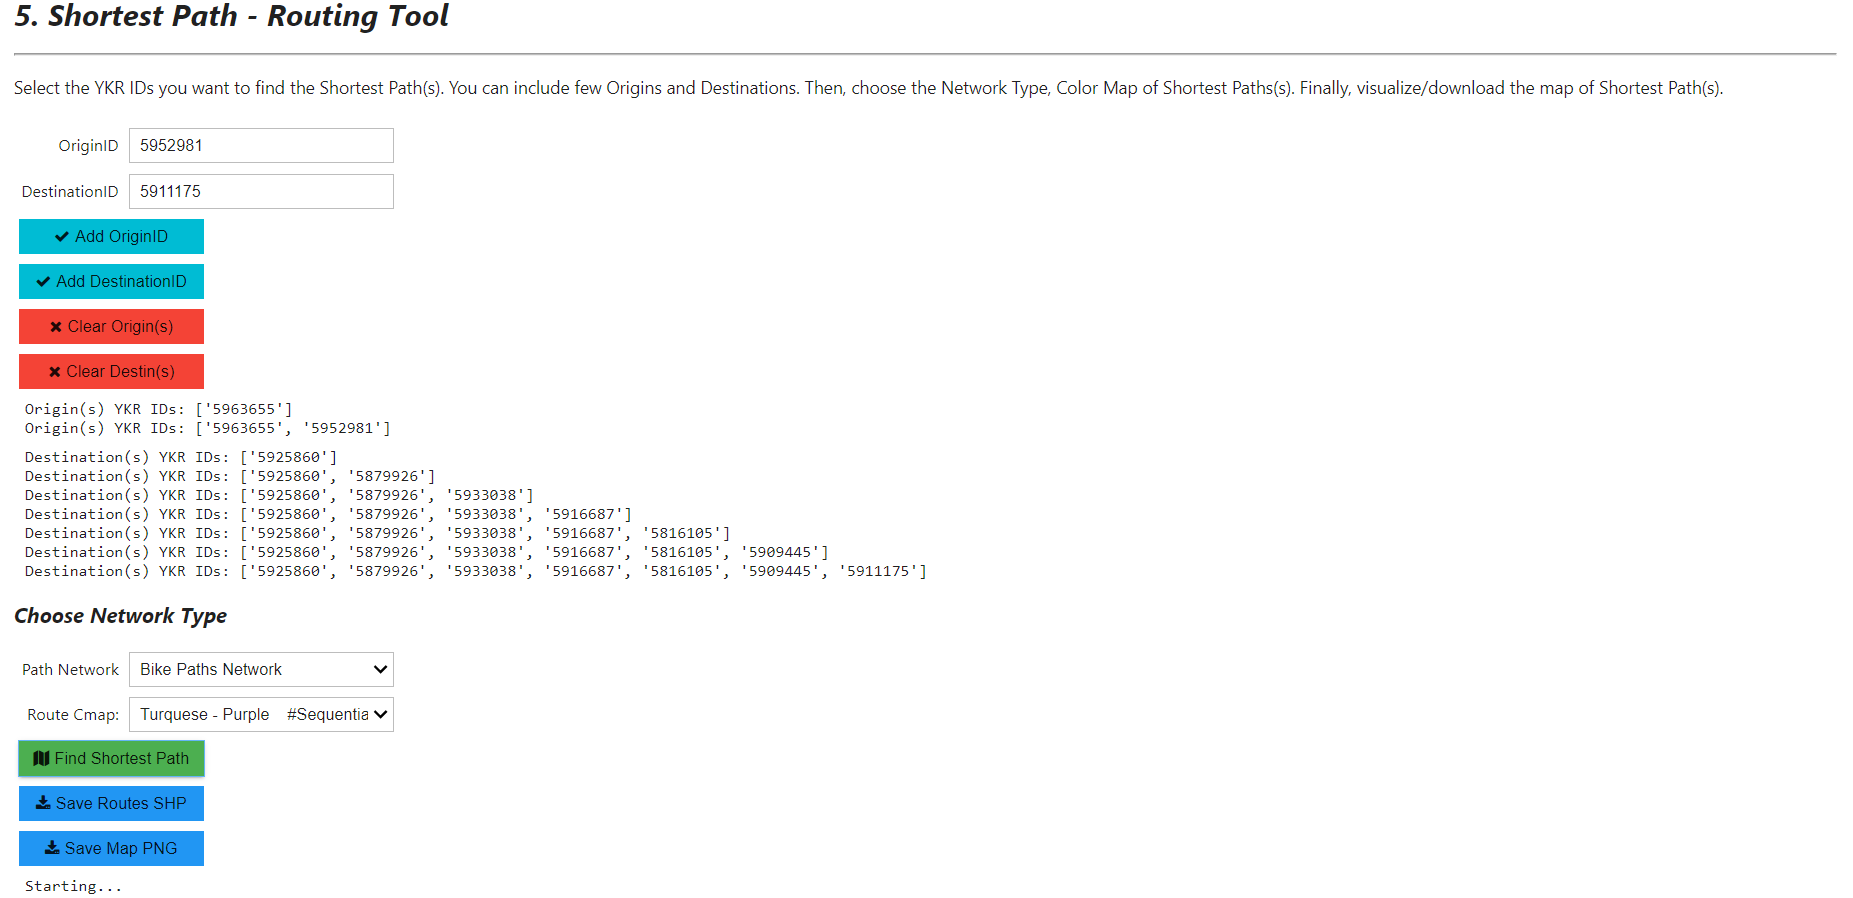 5. Shortest Path - Routing Tool
Select the YKR IDs you want to find the Shortest Path(s). You can include few Origins and Destinations. Then, choose the Network Type, Color Map of Shortest Paths(s). Finally, visualize/download the map of Shortest Path(s).
OriginID 5952981
DestinationID 5911175
Add OriginID
Add DestinationID
Clear Origin(s)
Clear Destin(s)
Origin(s) YKR IDs: ['5963655']
Origin(s) YKR IDs: ['5963655', '5952981']
Destination(s) YKR IDs: ['5925860']
Destination(s) YKR IDs: ['5925860', '5879926']
Destination(s) YKR IDs: ['5925860', '5879926', '5933038']
Destination(s) YKR IDs: ['5925860', '5879926', '5933038', '5916687']
Destination(s) YKR IDs: ['5925860', '5879926', '5933038', '5916687', '5816105']
Destination(s) YKR IDs: ['5925860', '5879926', '5933038', '5916687', '5816105', '5909445']
Destination(s) YKR IDs: ['5925860', '5879926', '5933038', '5916687', '5816105', '5909445', '5911175']
Choose Network Type
Path Network Bike Paths Network
Route Cmap: Turquese - Purple #Sequentia
Find Shortest Path
Save Routes SHP
Save Map PNG
Starting...